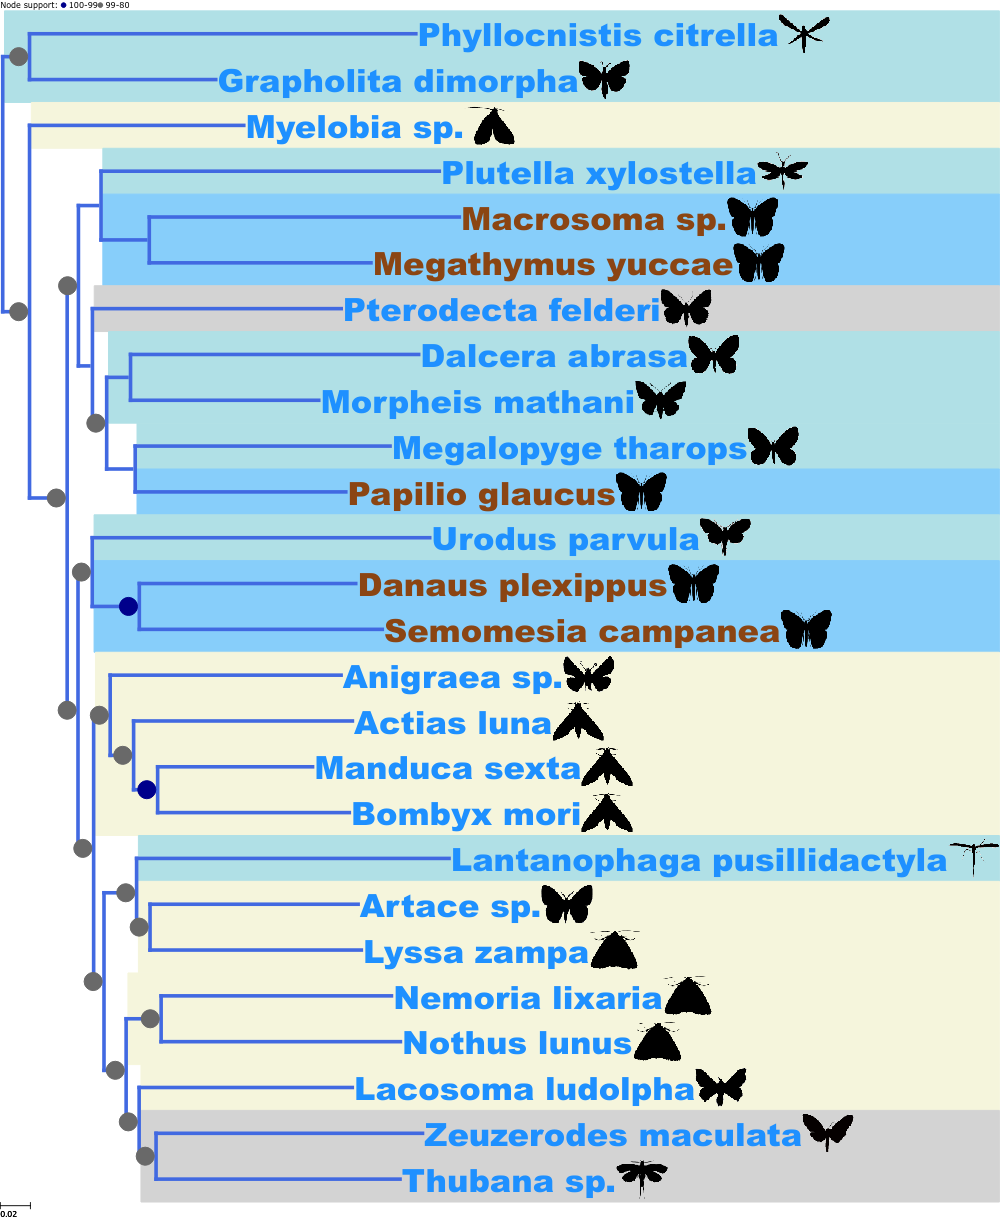 Node support: 100-99 99-80
Phyllocnistis citrella
Grapholita dimorpha
Myelobia sp.
Plutella xylostella
Macrosoma sp.
Megathymus yuccae
Pterodecta felderi
Dalcera abrasa
Morpheis mathani
Megalopyge tharops
Papilio glaucus
Urodus parvula
Danaus plexippus
Semomesia campanea
Anigraea sp.
Actias luna
Manduca sexta
Bombyx mori
Lantanophaga pusillidactyla
Artace sp.
Lyssa zampa
Nemoria lixaria
Nothus lunus
Lacosoma ludolpha
Zeuzerodes maculata
Thubana sp.
0.02